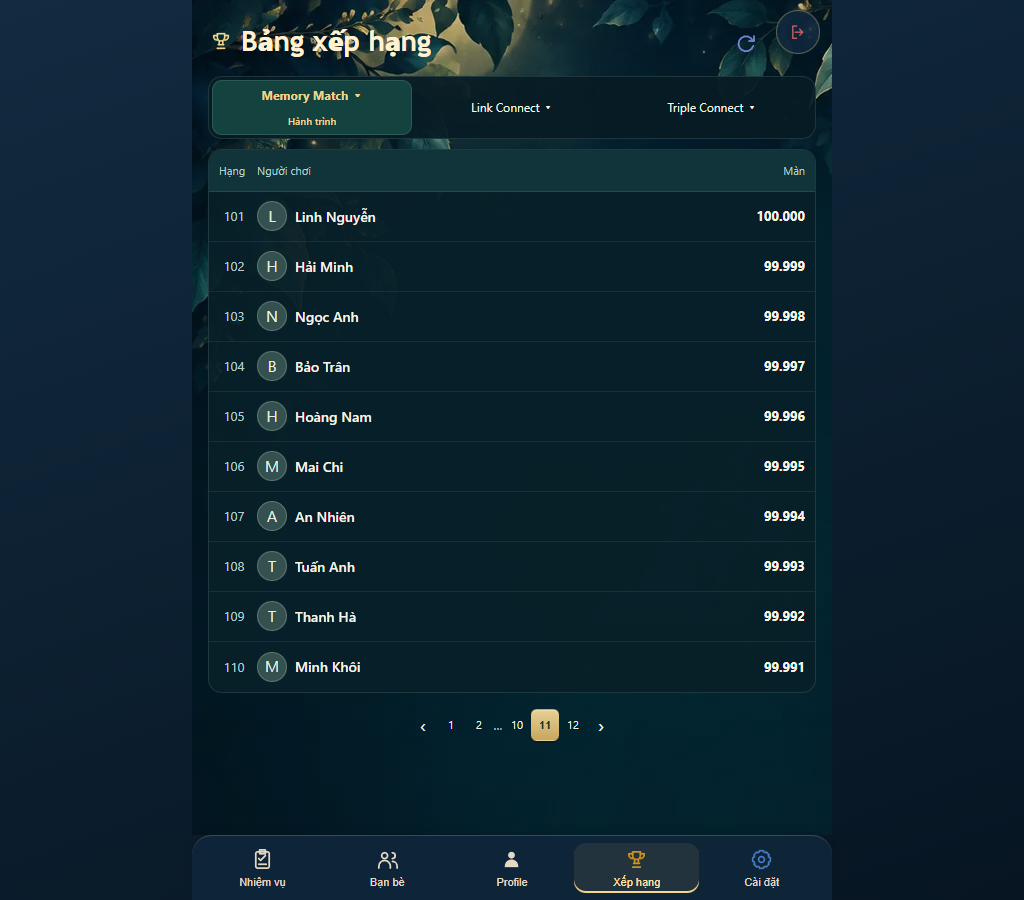 Bảng xếp hạng
Memory Match
Hành trình
Link Connect
Triple Connect
Hạng Người chơi Màn
101 L Linh Nguyễn 100.000
102 H Hải Minh 99.999
103 N Ngọc Anh 99.998
104 B Bảo Trân 99.997
105 H Hoàng Nam 99.996
106 M Mai Chi 99.995
107 A An Nhiên 99.994
108 T Tuấn Anh 99.993
109 T Thanh Hà 99.992
110 M Minh Khôi 99.991
‹ 1 2 ... 10 11 12 ›
Nhiệm vụ Bạn bè Profile Xếp hạng Cài đặt